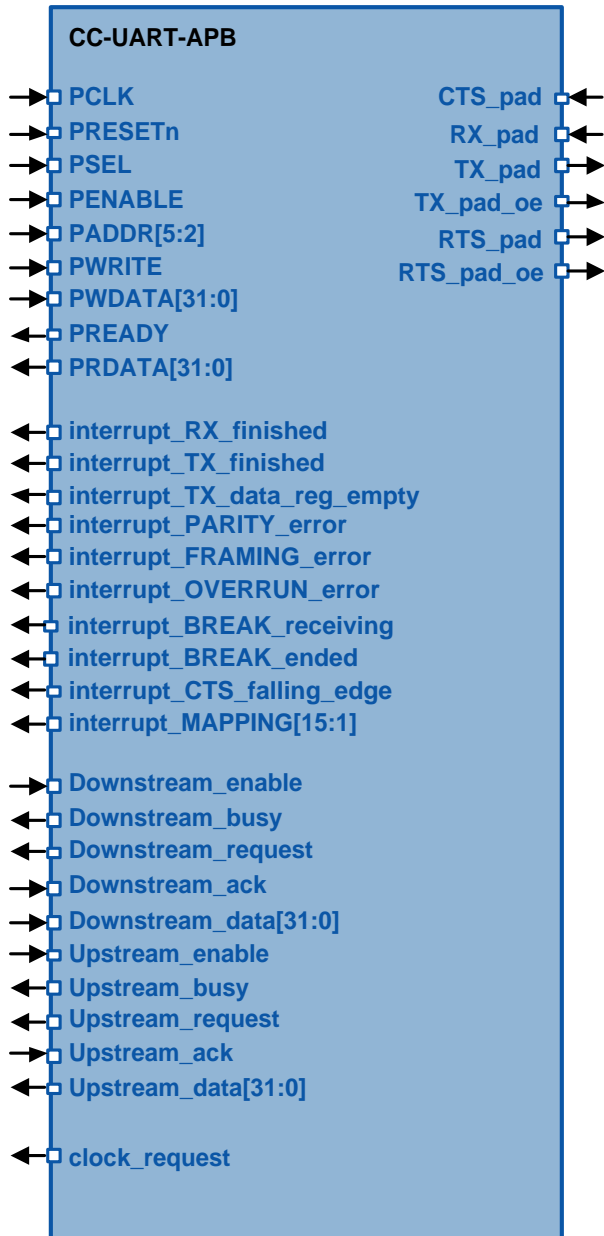 CC-UART-APB
PCLK
PRESETn
PSEL
PENABLE
PADDR[5:2]
PWRITE
PWDATA[31:0]
PREADY
PRDATA[31:0]
CTS_pad
RX_pad
TX_pad
TX_pad_oe
RTS_pad
RTS_pad_oe
interrupt_RX_finished
interrupt_TX_finished
interrupt_TX_data_reg_empty
interrupt_PARITY_error
interrupt_FRAMING_error
interrupt_OVERRUN_error
interrupt_BREAK_receiving
interrupt_BREAK_ended
interrupt_CTS_falling_edge
interrupt_MAPPING[15:1]
Downstream_enable
Downstream_busy
Downstream_request
Downstream_ack
Downstream_data[31:0]
Upstream_enable
Upstream_busy
Upstream_request
Upstream_ack
Upstream_data[31:0]
clock_request